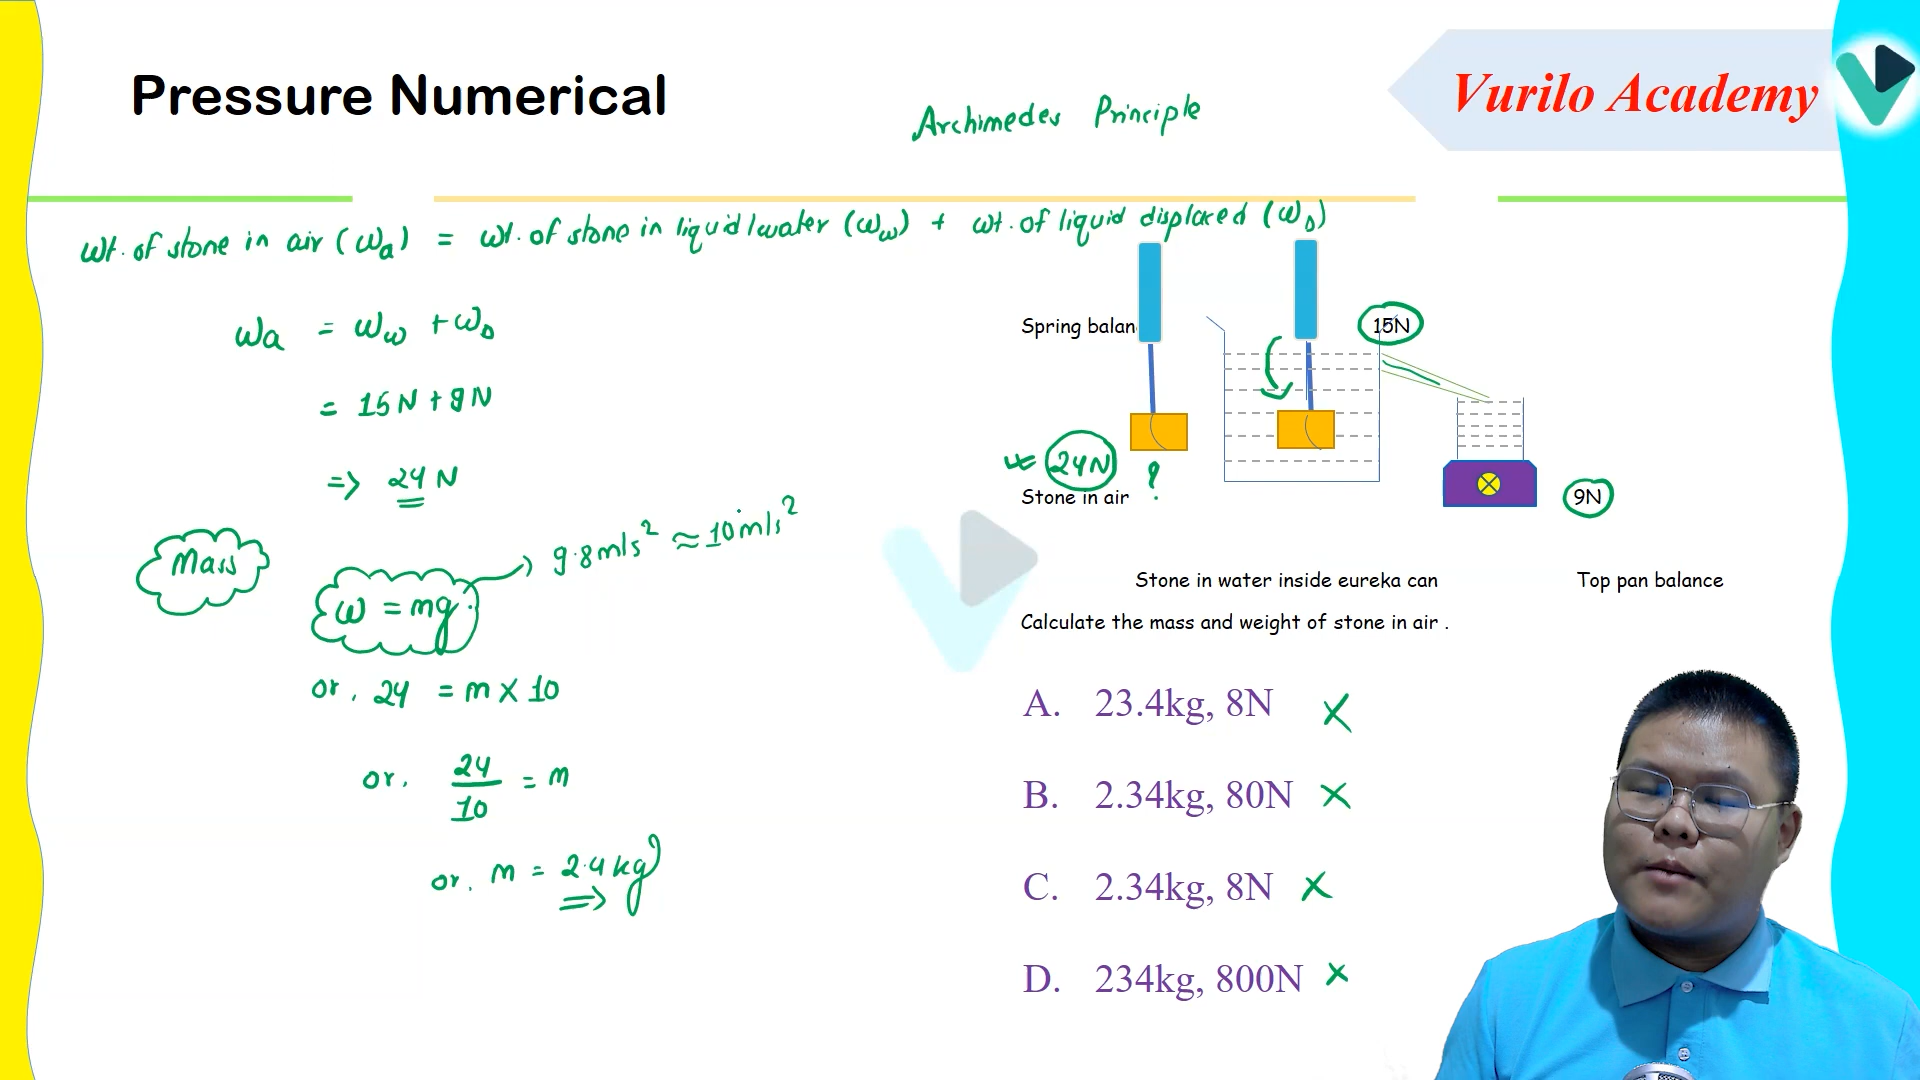 Pressure Numerical
Archimedes Principle
Vurilo Academy
wt. of stone in air (ωa) = wt. of stone in liquid/water (ωω) + wt. of liquid displaced (ωD)
ωa = ωω + ωD
= 15N + 9N
=> 24 N
Mass
ω = mg.
9.8m/s² ≈ 10m/s²
or, 24 = m × 10
or, 24/10 = m
or, m = 2.4 kg
Spring balan
15N
24N
?
Stone in air
9N
Stone in water inside eureka can
Top pan balance
Calculate the mass and weight of stone in air .
A. 23.4kg, 8N ×
B. 2.34kg, 80N ×
C. 2.34kg, 8N ×
D. 234kg, 800N ×